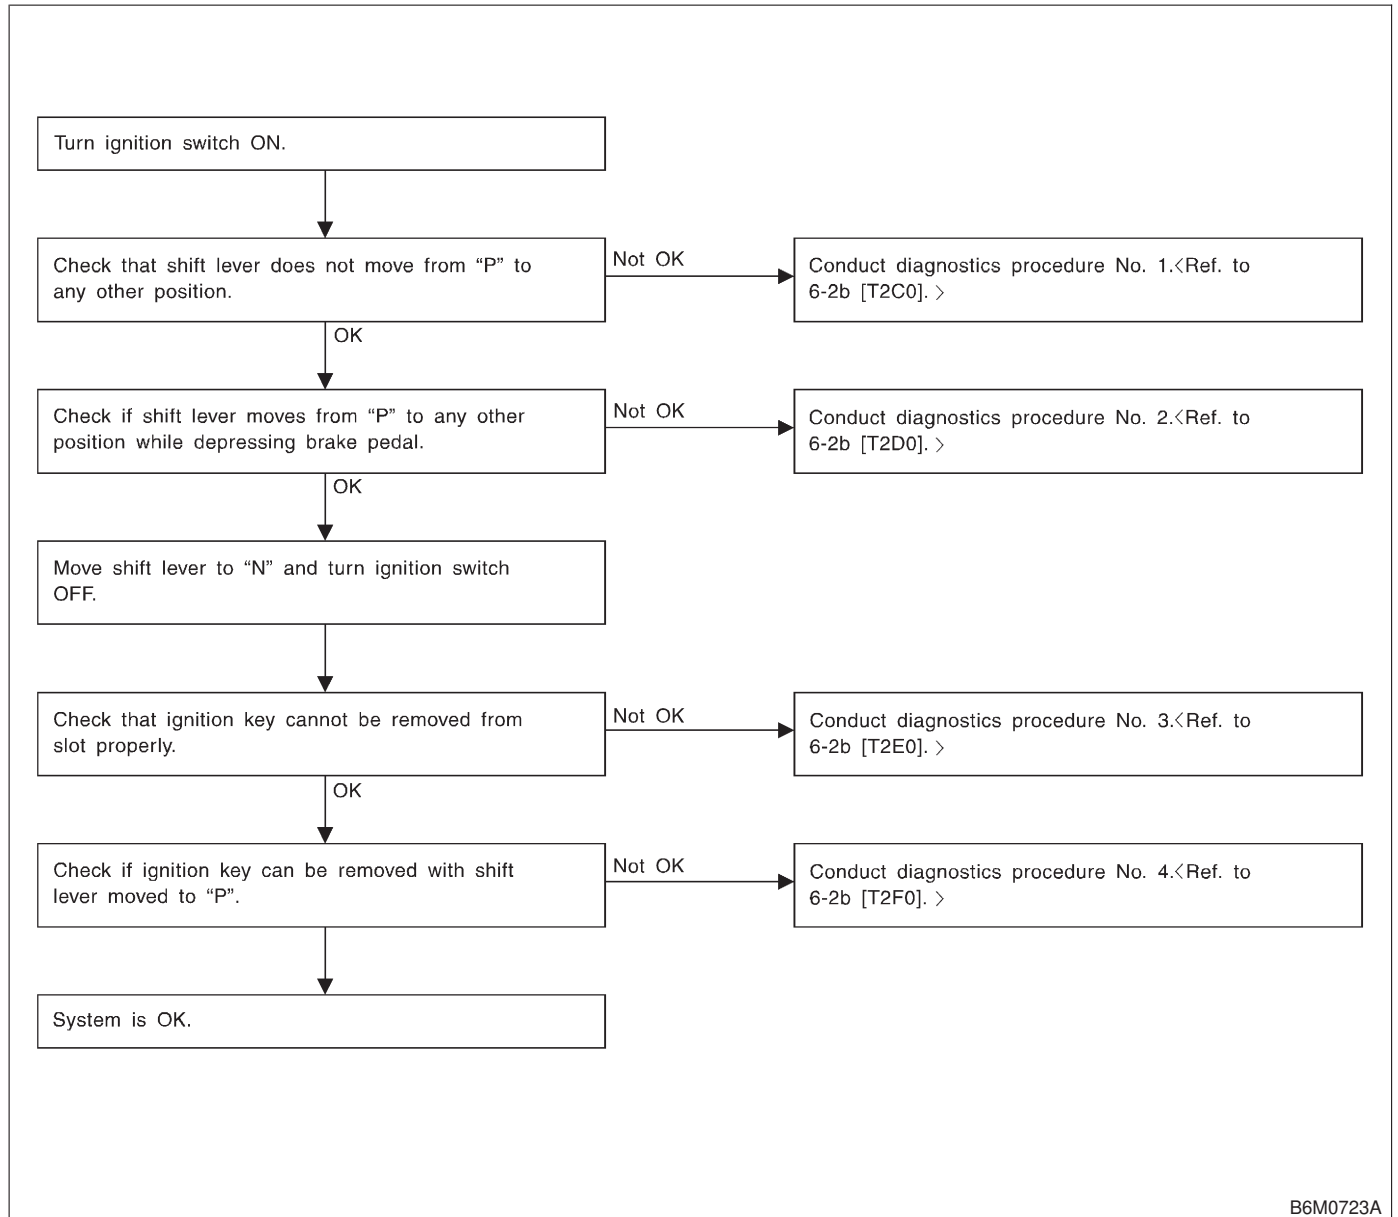 Turn ignition switch ON.
Check that shift lever does not move from “P” to
any other position.
Not OK
Conduct diagnostics procedure No. 1.<Ref. to
6-2b [T2C0]. >
OK
Check if shift lever moves from “P” to any other
position while depressing brake pedal.
Not OK
Conduct diagnostics procedure No. 2.<Ref. to
6-2b [T2D0]. >
OK
Move shift lever to “N” and turn ignition switch
OFF.
Check that ignition key cannot be removed from
slot properly.
Not OK
Conduct diagnostics procedure No. 3.<Ref. to
6-2b [T2E0]. >
OK
Check if ignition key can be removed with shift
lever moved to “P”.
Not OK
Conduct diagnostics procedure No. 4.<Ref. to
6-2b [T2F0]. >
System is OK.
B6M0723A